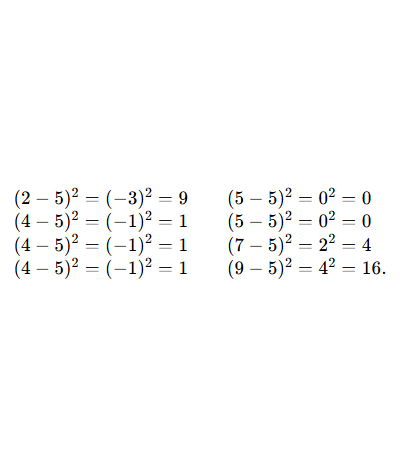 (2 − 5)² = (−3)² = 9 (5 − 5)² = 0² = 0
(4 − 5)² = (−1)² = 1 (5 − 5)² = 0² = 0
(4 − 5)² = (−1)² = 1 (7 − 5)² = 2² = 4
(4 − 5)² = (−1)² = 1 (9 − 5)² = 4² = 16.